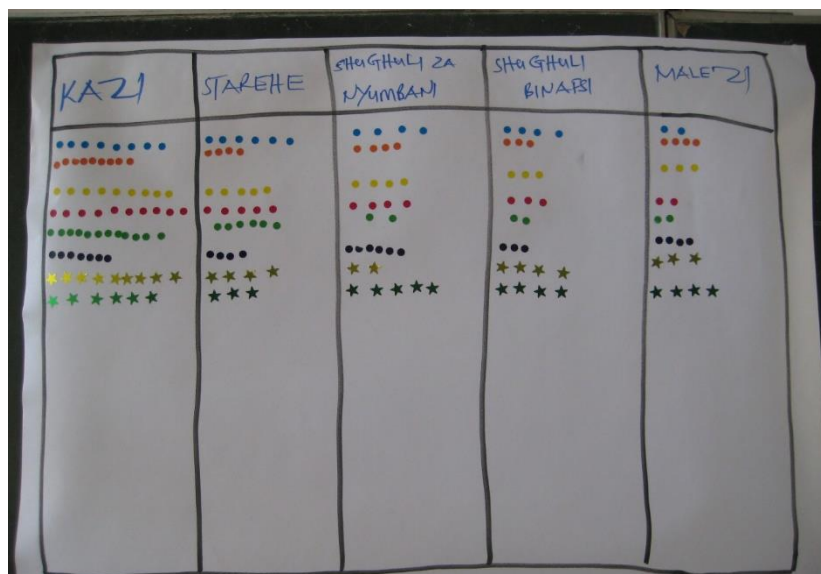 KAZI
STAREHE
SHUGHULI ZA
NYUMBANI
SHUGHULI
BINAFSI
MALEZI